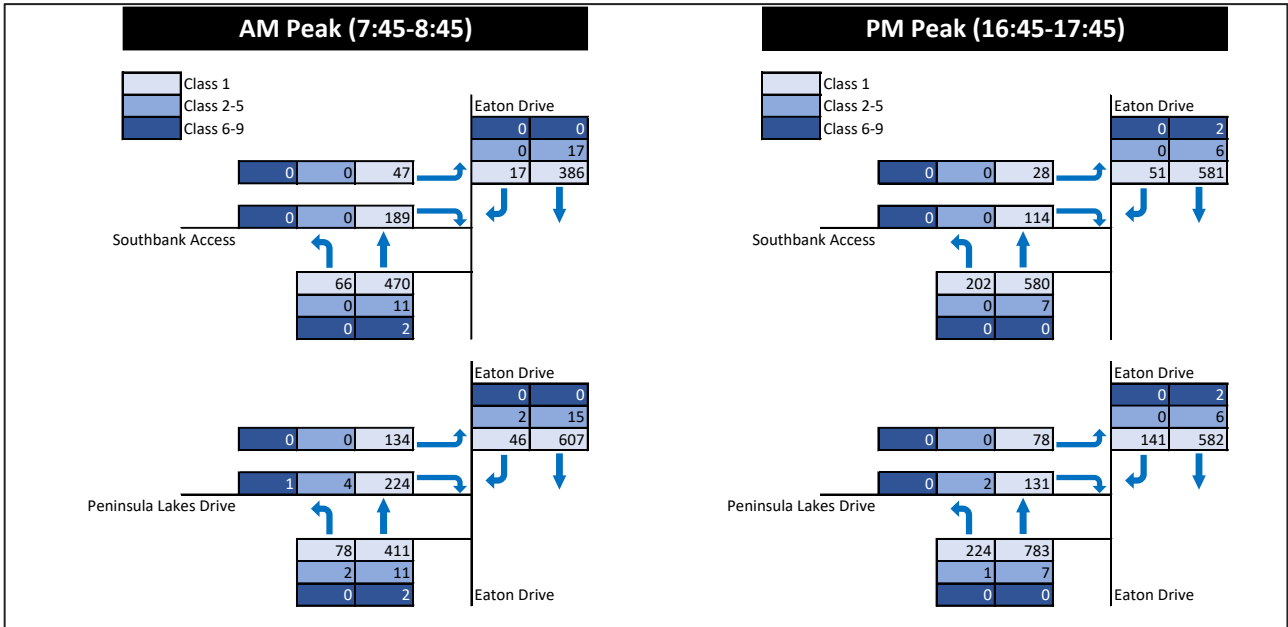 AM Peak (7:45-8:45)
PM Peak (16:45-17:45)
Class 1
Class 2-5
Class 6-9
Eaton Drive
0 0
0 17
17 386
0 0 47
0 0 189
Southbank Access
66 470
0 11
0 2
Eaton Drive
0 0
2 15
46 607
0 0 134
1 4 224
Peninsula Lakes Drive
78 411
2 11
0 2
Eaton Drive
Class 1
Class 2-5
Class 6-9
Eaton Drive
0 2
0 6
51 581
0 0 28
0 0 114
Southbank Access
202 580
0 7
0 0
Eaton Drive
0 2
0 6
141 582
0 0 78
0 2 131
Peninsula Lakes Drive
224 783
1 7
0 0
Eaton Drive